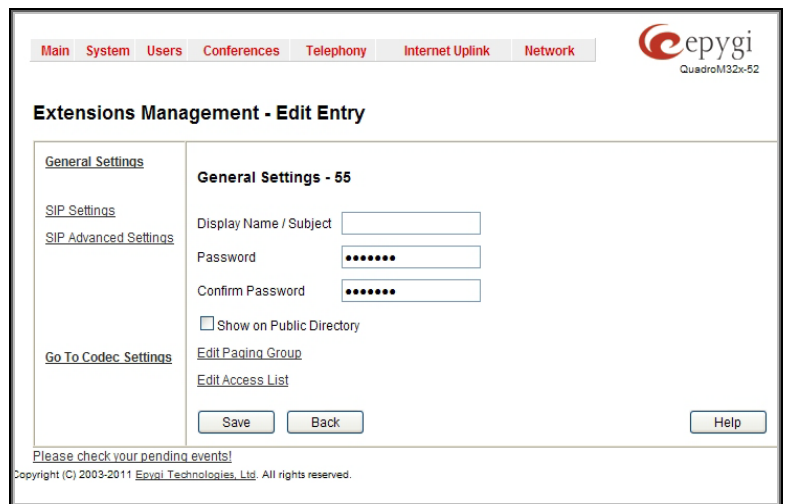 epygi
QuadroM32x-52
Main System Users Conferences Telephony Internet Uplink Network
Extensions Management - Edit Entry
General Settings
SIP Settings
SIP Advanced Settings
Go To Codec Settings
General Settings - 55
Display Name / Subject
Password •••••••
Confirm Password •••••••
Show on Public Directory
Edit Paging Group
Edit Access List
Save Back Help
Please check your pending events!
Copyright (C) 2003-2011 Epygi Technologies, Ltd. All rights reserved.